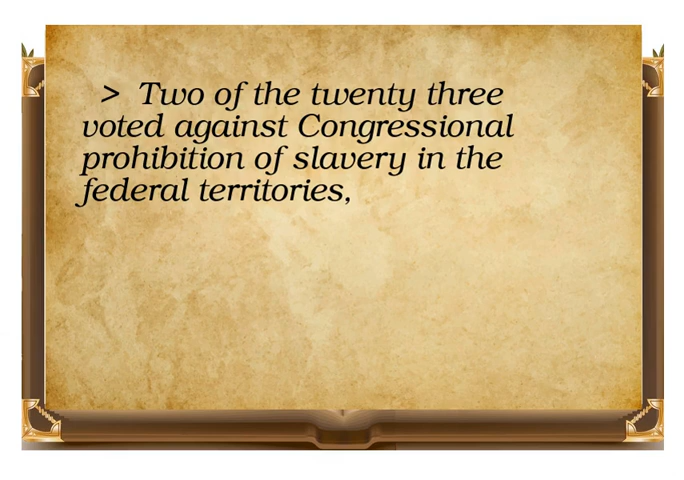 > Two of the twenty three
voted against Congressional
prohibition of slavery in the
federal territories,